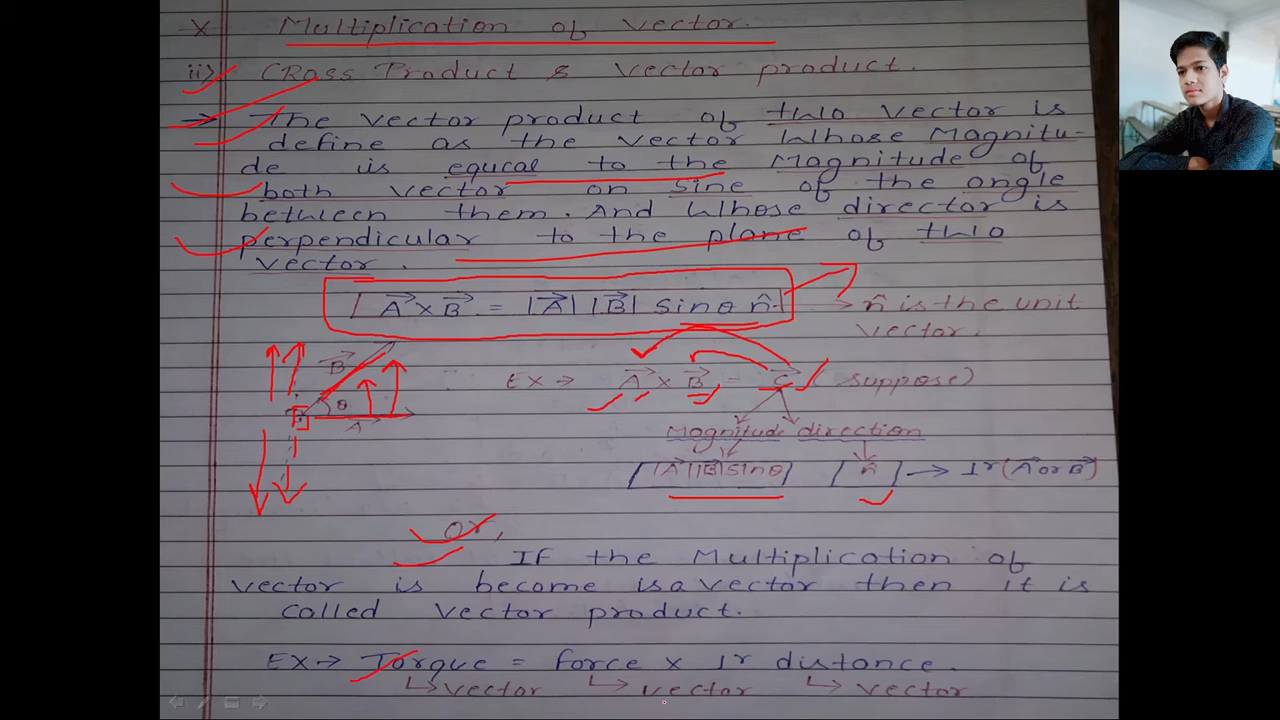 X Multiplication of vector.
ii) CRoss Product & Vector product.
→ The vector product of two vector is
define as the vector whose Magnitu-
de is equcal to the Magnitude of
both vector on sine of the angle
between them. And whose director is
perpendicular to the plane of two
vector.
| A⃗ × B⃗ = |A⃗| |B⃗| sinθ n̂ | → n̂ is the unit
vector.
B⃗
θ
A⃗
EX → A⃗ × B⃗ = C⃗ (suppose)
Magnitude direction
[|A⃗||B⃗|sinθ] [n̂] → ⊥r (A⃗ or B⃗)
or,
IF the Multiplication of
vector is become is a vector then it is
called vector product.
EX → Torque = force × ⊥r distance.
↳ vector ↳ vector ↳ vector